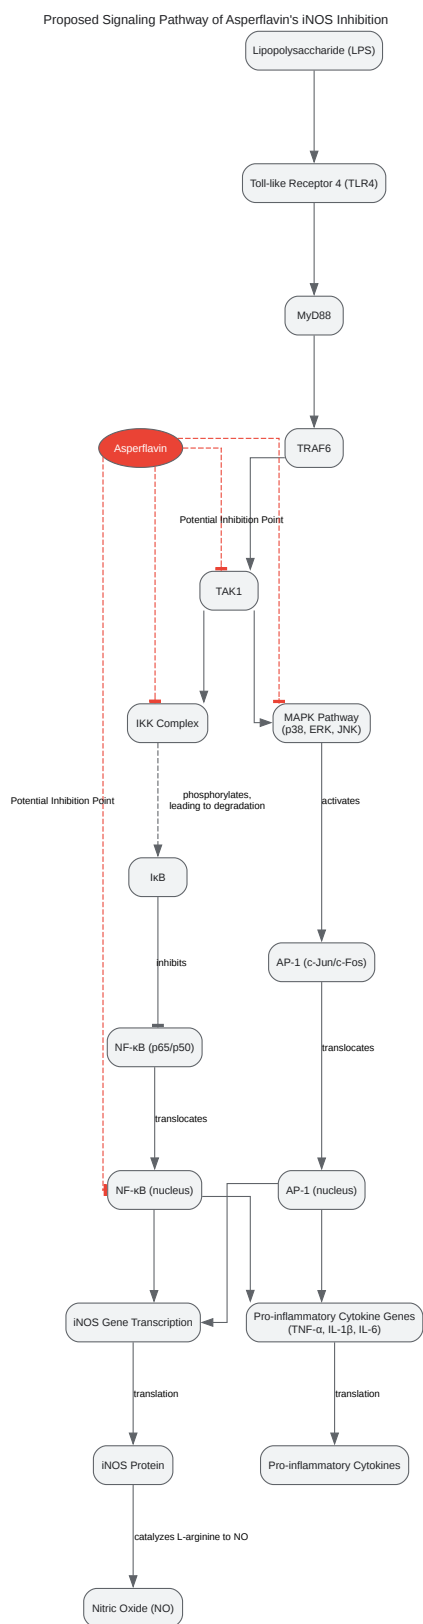 Proposed Signaling Pathway of Asperflavin's iNOS Inhibition
Lipopolysaccharide (LPS)
Toll-like Receptor 4 (TLR4)
MyD88
Asperflavin
TRAF6
Potential Inhibition Point
TAK1
IKK Complex
MAPK Pathway
(p38, ERK, JNK)
Potential Inhibition Point
phosphorylates,
leading to degradation
activates
IκB
inhibits
AP-1 (c-Jun/c-Fos)
NF-κB (p65/p50)
translocates
translocates
NF-κB (nucleus)
AP-1 (nucleus)
iNOS Gene Transcription
Pro-inflammatory Cytokine Genes
(TNF-α, IL-1β, IL-6)
translation
translation
iNOS Protein
Pro-inflammatory Cytokines
catalyzes L-arginine to NO
Nitric Oxide (NO)